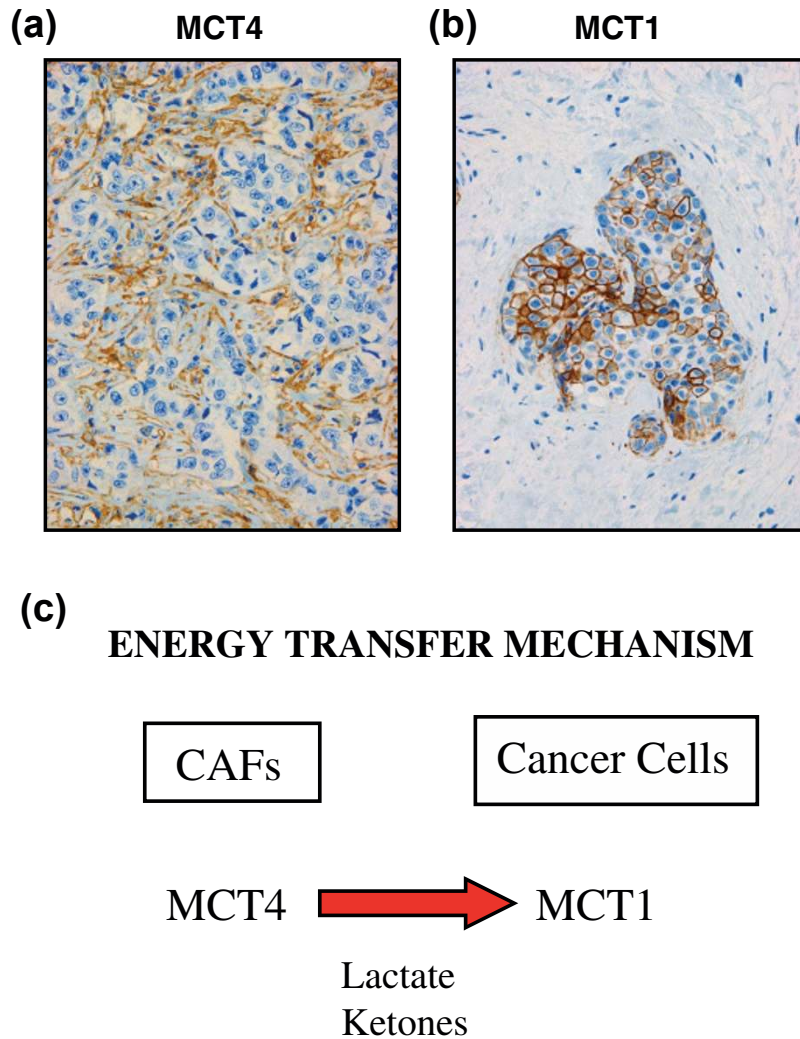 (a) MCT4
(b) MCT1
(c)
ENERGY TRANSFER MECHANISM
CAFs
Cancer Cells
MCT4
MCT1
Lactate
Ketones